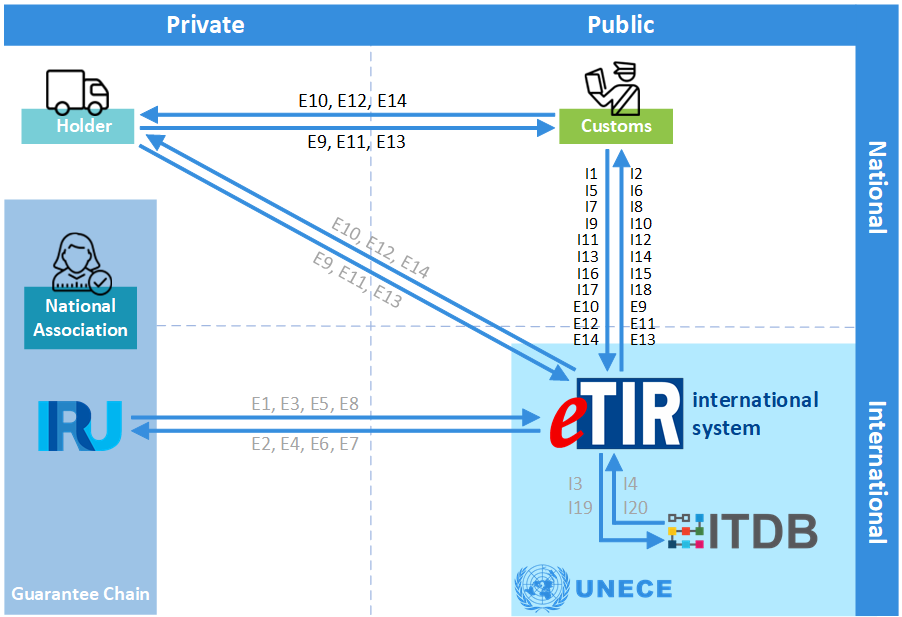 Private
Public
National
International
E10, E12, E14
E9, E11, E13
Holder
Customs
I1
I5
I7
I9
I11
I13
I16
I17
E10
E12
E14
I2
I6
I8
I10
I12
I14
I15
I18
E9
E11
E13
E10, E12, E14
E9, E11, E13
National
Association
IRU
E1, E3, E5, E8
E2, E4, E6, E7
eTIR
international
system
I3
I19
I4
I20
ITDB
Guarantee Chain
UNECE